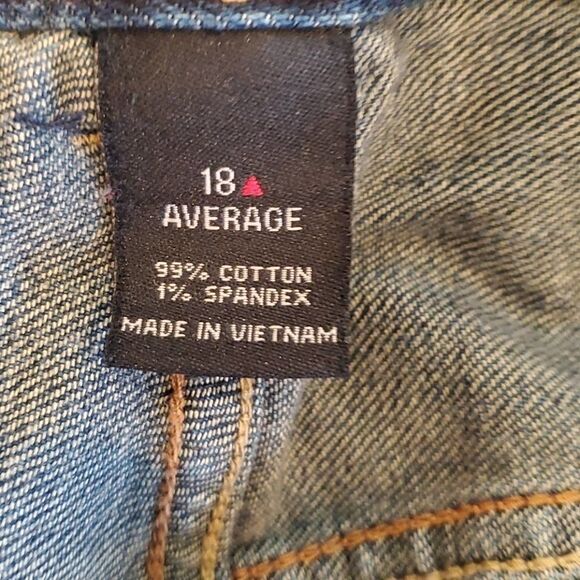 18▲
AVERAGE
99% COTTON
1% SPANDEX
MADE IN VIETNAM